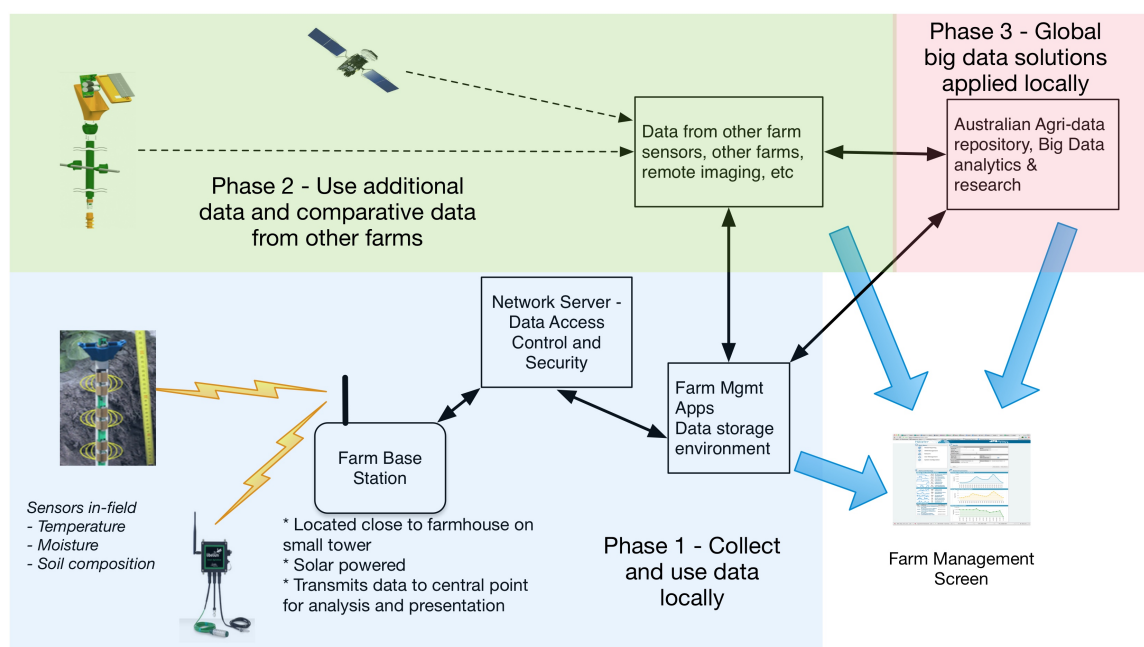 Phase 3 - Global
big data solutions
applied locally
Data from other farm
sensors, other farms,
remote imaging, etc
Australian Agri-data
repository, Big Data
analytics &
research
Phase 2 - Use additional
data and comparative data
from other farms
Network Server -
Data Access
Control and
Security
Farm Mgmt
Apps
Data storage
environment
Farm Base
Station
Sensors in-field
- Temperature
- Moisture
- Soil composition
* Located close to farmhouse on
small tower
* Solar powered
* Transmits data to central point
for analysis and presentation
Phase 1 - Collect
and use data
locally
Farm Management
Screen